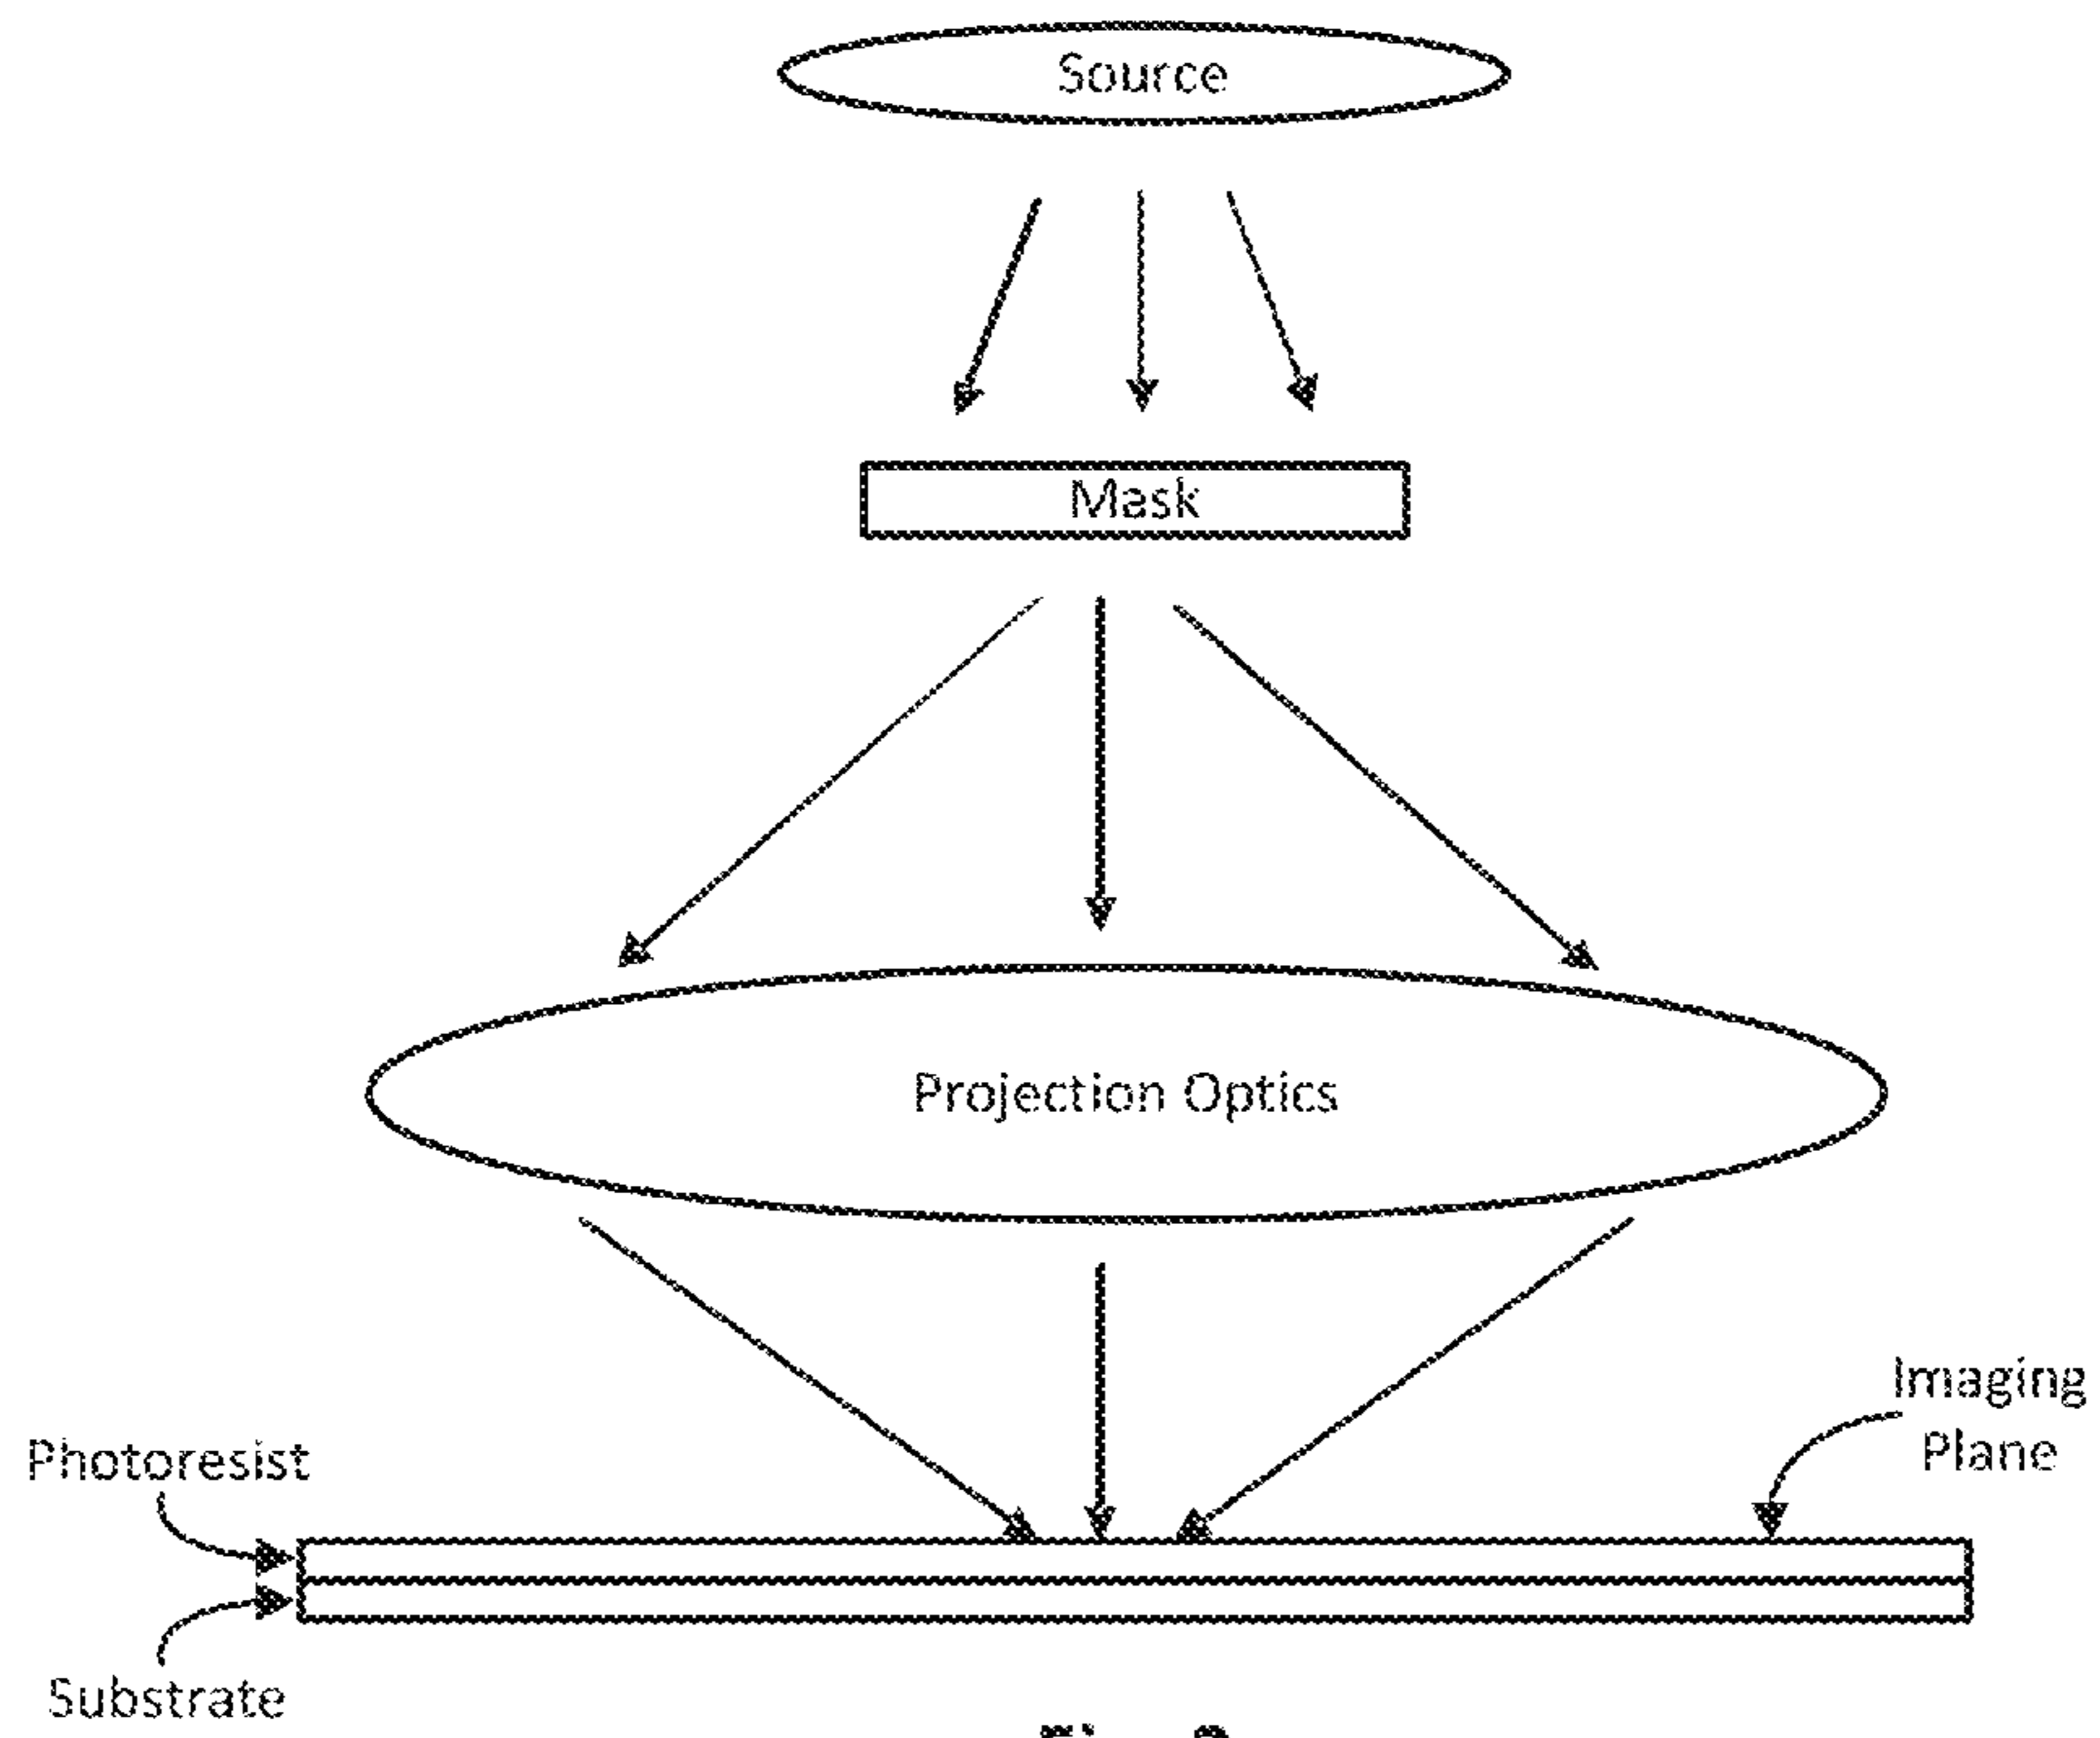 Source
Mask
Projection Optics
Imaging
Plane
Photoresist
Substrate